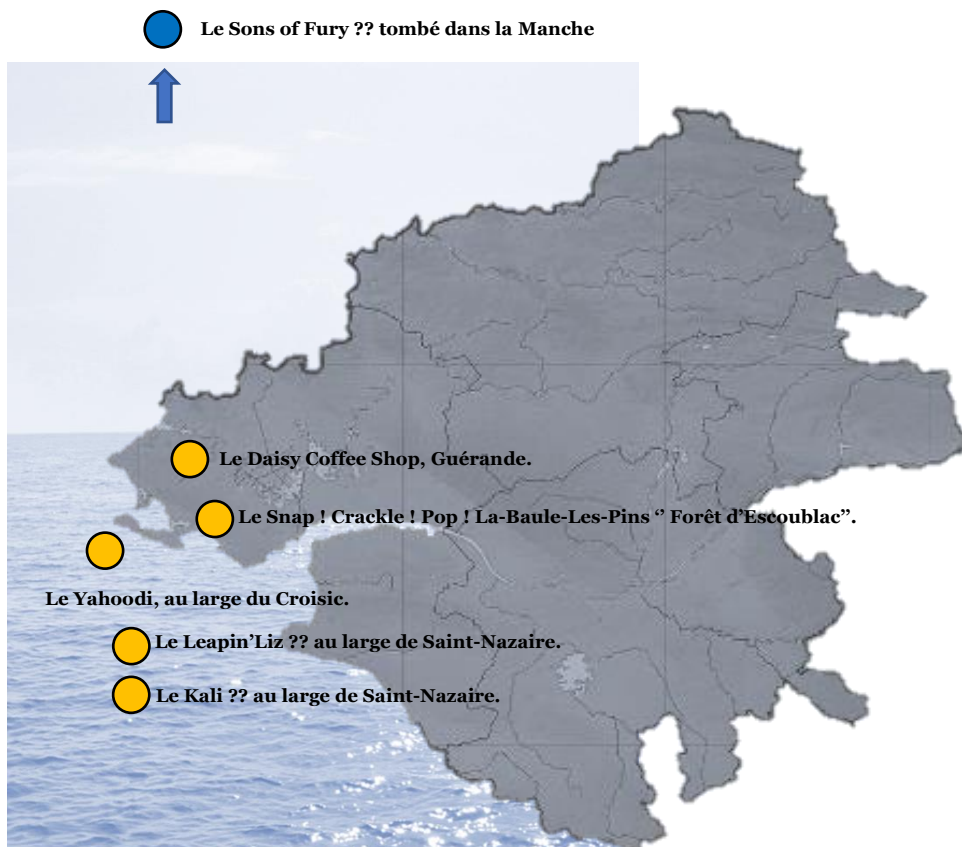 Le Sons of Fury ?? tombé dans la Manche
Le Daisy Coffee Shop, Guérande.
Le Snap ! Crackle ! Pop ! La-Baule-Les-Pins “ Forêt d’Escoublac”.
Le Yahoodi, au large du Croisic.
Le Leapin’Liz ?? au large de Saint-Nazaire.
Le Kali ?? au large de Saint-Nazaire.